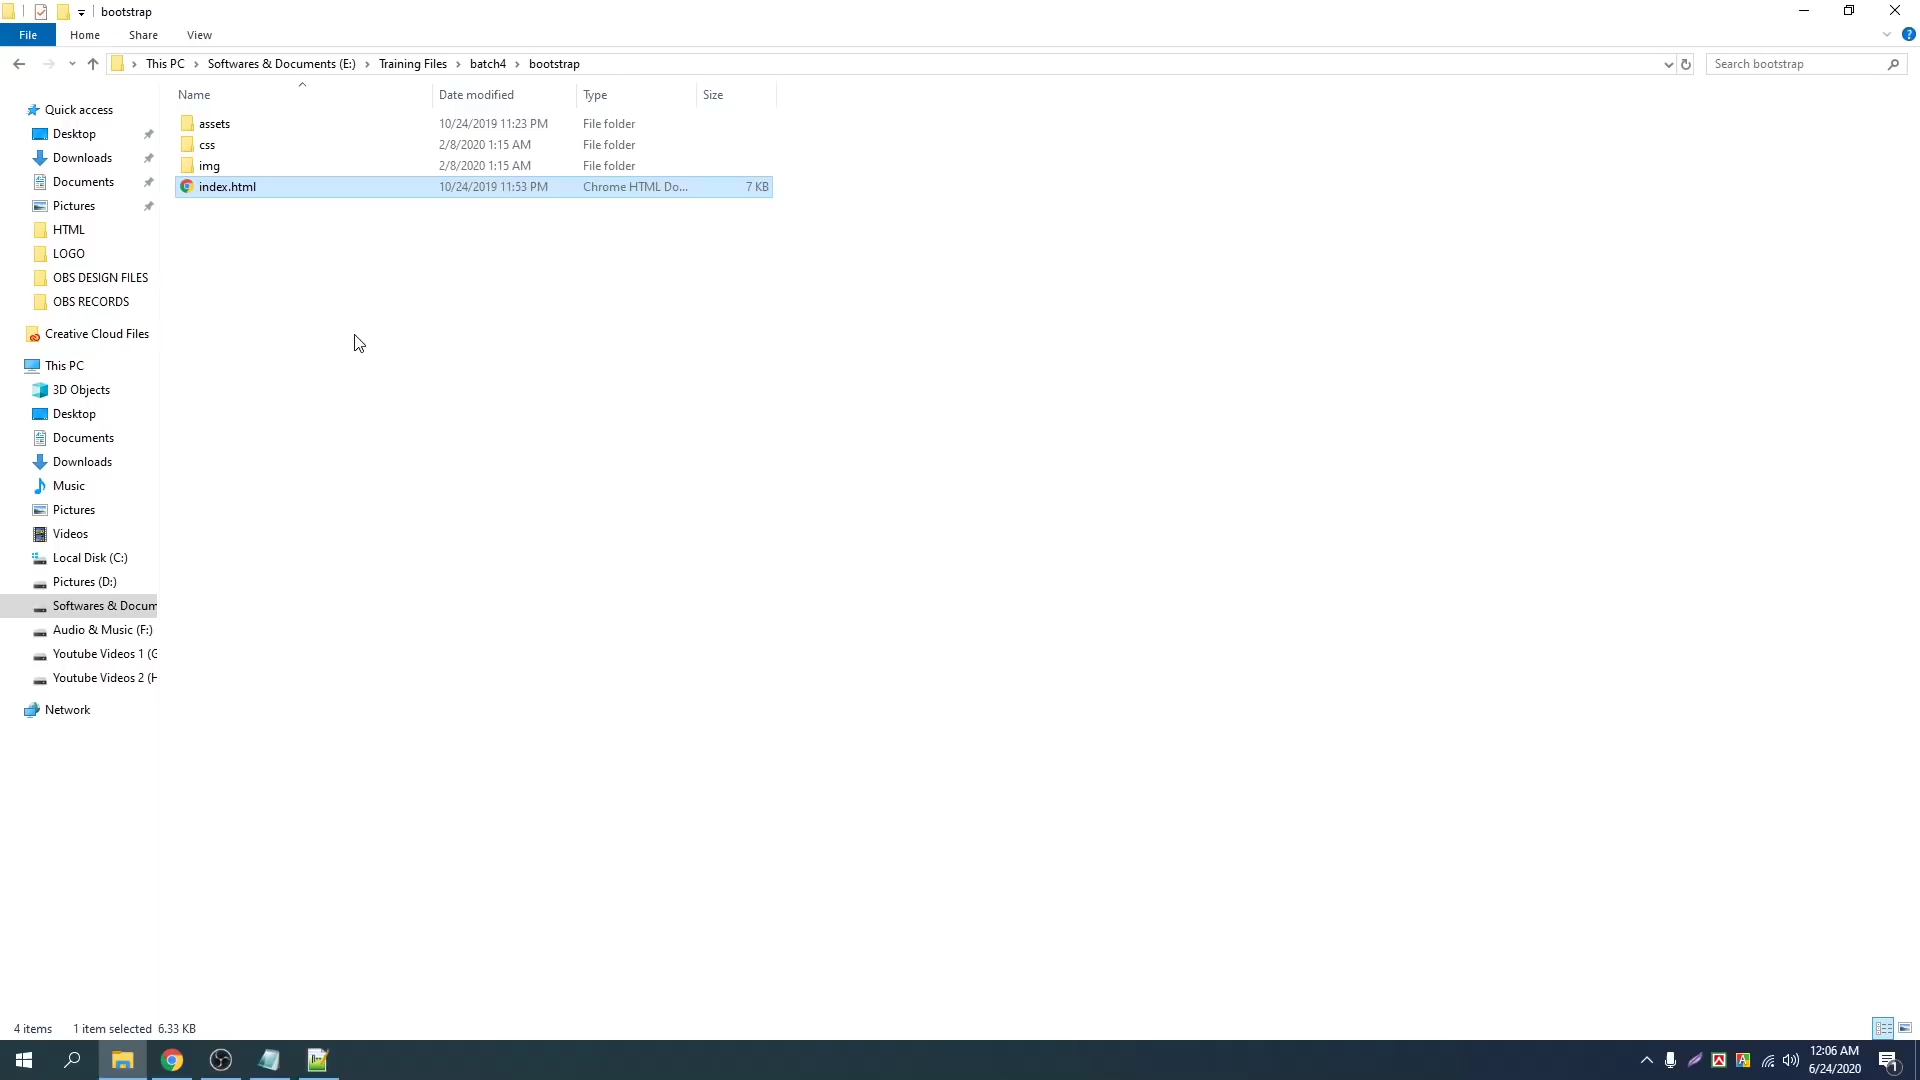 bootstrap
File Home Share View
This PC Softwares & Documents (E:) Training Files batch4 bootstrap
Search bootstrap
Name Date modified Type Size
assets 10/24/2019 11:23 PM File folder
css 2/8/2020 1:15 AM File folder
img 2/8/2020 1:15 AM File folder
index.html 10/24/2019 11:53 PM Chrome HTML Do... 7 KB
Quick access
Desktop
Downloads
Documents
Pictures
HTML
LOGO
OBS DESIGN FILES
OBS RECORDS
Creative Cloud Files
This PC
3D Objects
Desktop
Documents
Downloads
Music
Pictures
Videos
Local Disk (C:)
Pictures (D:)
Softwares & Docum
Audio & Music (F:)
Youtube Videos 1 (G
Youtube Videos 2 (H
Network
4 items 1 item selected 6.33 KB
12:06 AM
6/24/2020
1